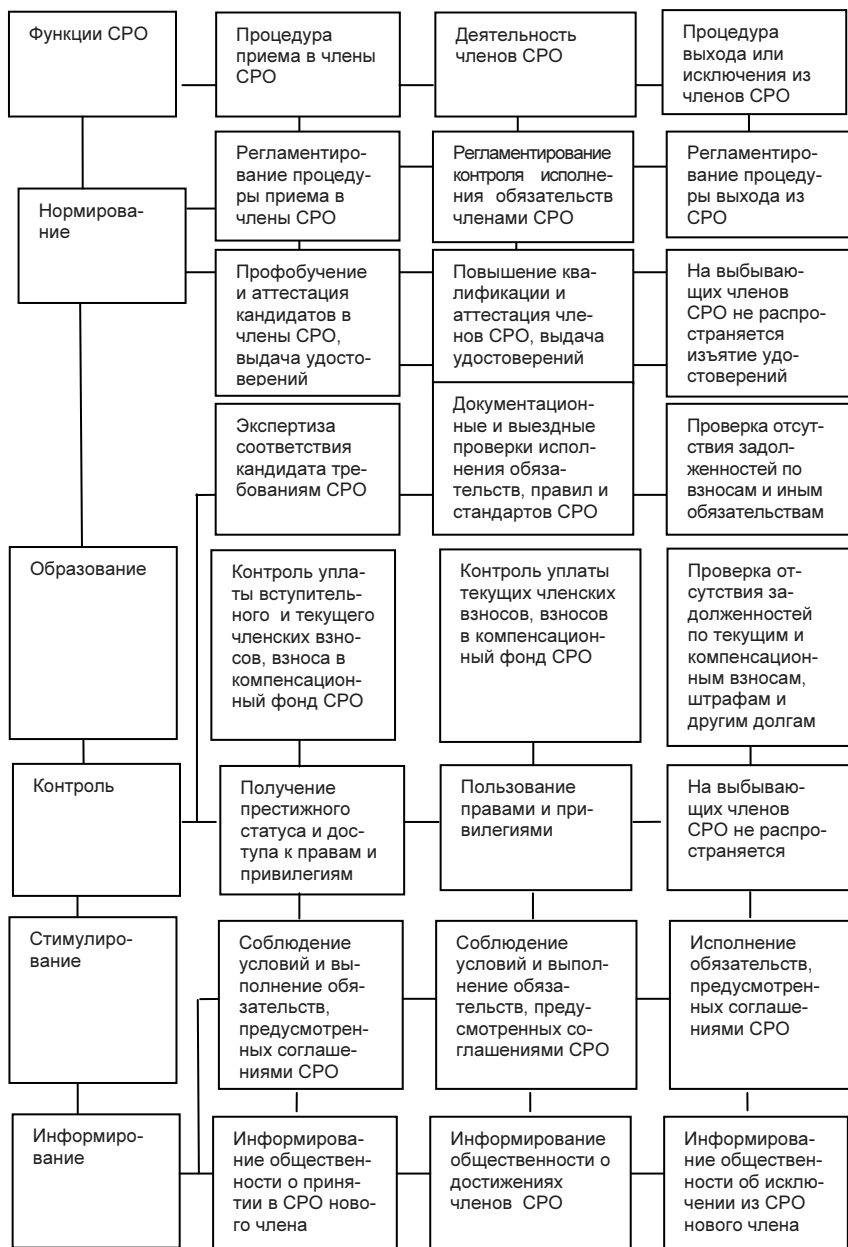 Функции СРО
Процедура
приема в члены
СРО
Деятельность
членов СРО
Процедура
выхода или
исключения из
членов СРО
Нормирова-
ние
Регламентиро-
вание процеду-
ры приема в
члены СРО
Регламентирование
контроля исполне-
ния обязательств
членами СРО
Регламентиро-
вание процеду-
ры выхода из
СРО
Профобучение
и аттестация
кандидатов в
члены СРО,
выдача удосто-
верений
Повышение ква-
лификации и
аттестация чле-
нов СРО, выдача
удостоверений
На выбываю-
щих членов
СРО не распро-
страняется
изъятие удо-
стоверений
Экспертиза
соответствия
кандидата тре-
бованиям СРО
Документацион-
ные и выездные
проверки испол-
нения обяза-
тельств, правил и
стандартов СРО
Проверка отсут-
ствия задол-
женностей по
взносам и иным
обязательствам
Образование
Контроль упла-
ты вступитель-
ного и текущего
членских взно-
сов, взноса в
компенсацион-
ный фонд СРО
Контроль уплаты
текущих членских
взносов, взносов
в компенсацион-
ный фонд СРО
Проверка от-
сутствия за-
долженностей
по текущим и
компенсацион-
ным взносам,
штрафам и
другим долгам
Контроль
Получение
престижного
статуса и дос-
тупа к правам и
привилегиям
Пользование
правами и при-
вилегиями
На выбываю-
щих членов
СРО не распро-
страняется
Стимулиро-
вание
Соблюдение
условий и вы-
полнение обя-
зательств,
предусмотрен-
ных соглаше-
ниями СРО
Соблюдение
условий и выпол-
нение обяза-
тельств, преду-
смотренных со-
глашениями СРО
Исполнение
обязательств,
предусмотрен-
ных соглаше-
ниями СРО
Информиро-
вание
Информирова-
ние обществен-
ности о приня-
тии в СРО ново-
го члена
Информирование
общественности о
достижениях
членов СРО
Информирова-
ние обществен-
ности об исклю-
чении из СРО
нового члена